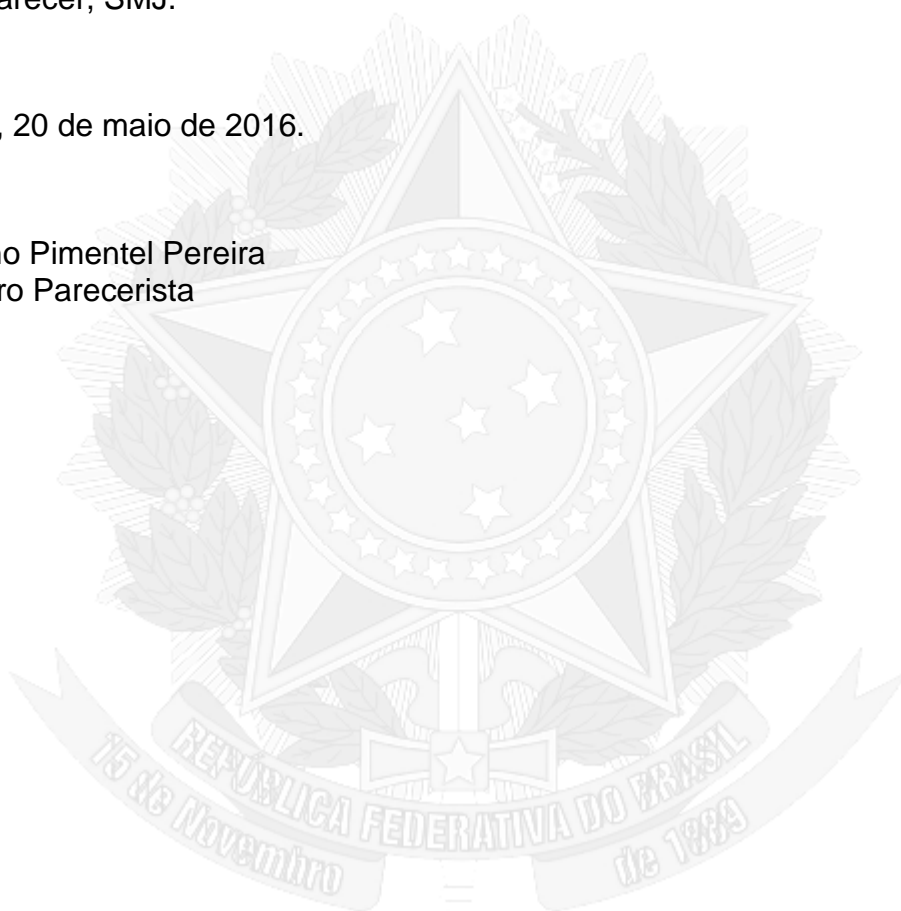 arecer, SMJ.
, 20 de maio de 2016.
o Pimentel Pereira
ro Parecerista
REPÚBLICA FEDERATIVA DO BRASIL
15 de Novembro
de 1889